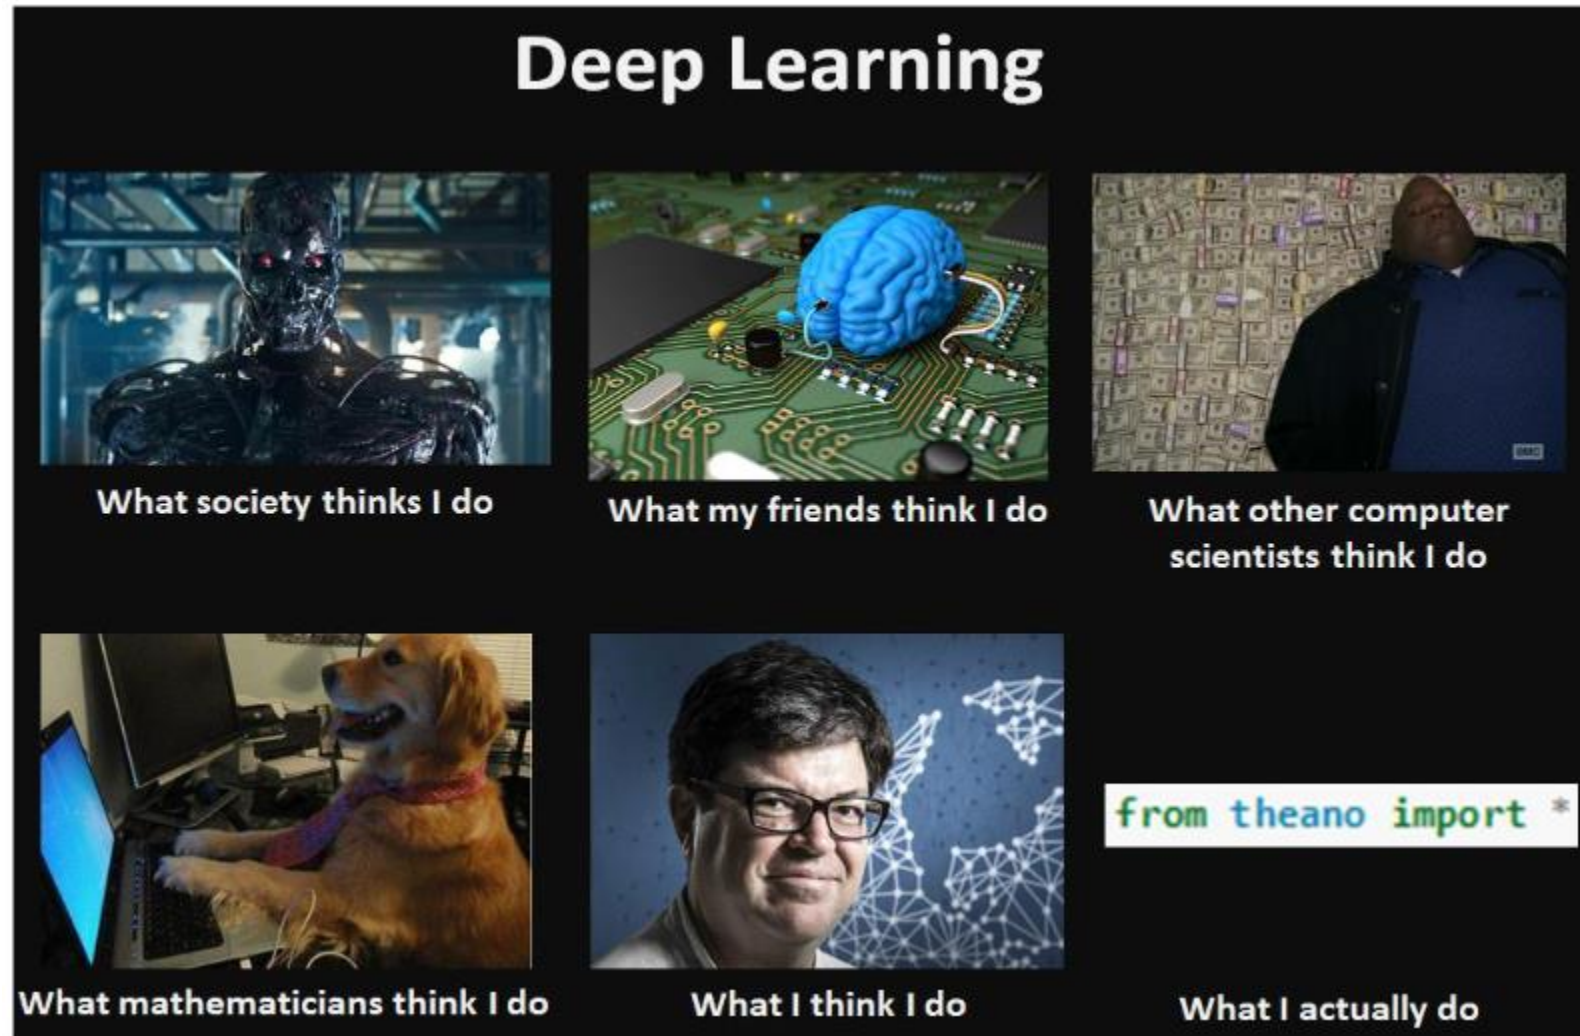 Deep Learning
What society thinks I do
What my friends think I do
What other computer
scientists think I do
AMC
What mathematicians think I do
What I think I do
from theano import *
What I actually do